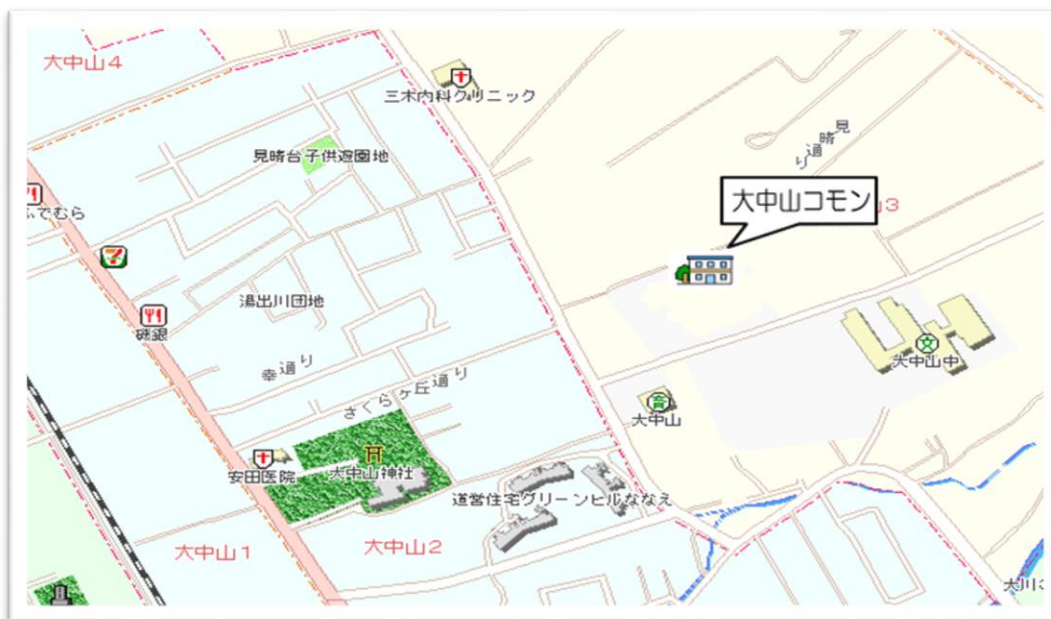 大中山4
三木内科クリニック
見晴台子供遊園地
見晴通り
ふでむら
大中山コモン
3
湯出川団地
磯銀
幸通り
大中山中
さくらヶ丘通り
大中山
安田医院
大中山神社
道営住宅グリーンヒルななえ
大中山1
大中山2
大川3